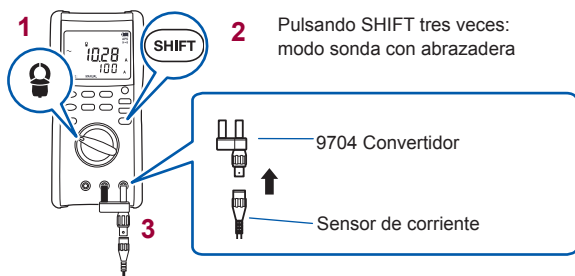 1
10.28 A
100 A
MANUAL
SHIFT
2
Pulsando SHIFT tres veces:
modo sonda con abrazadera
9704 Convertidor
Sensor de corriente
3